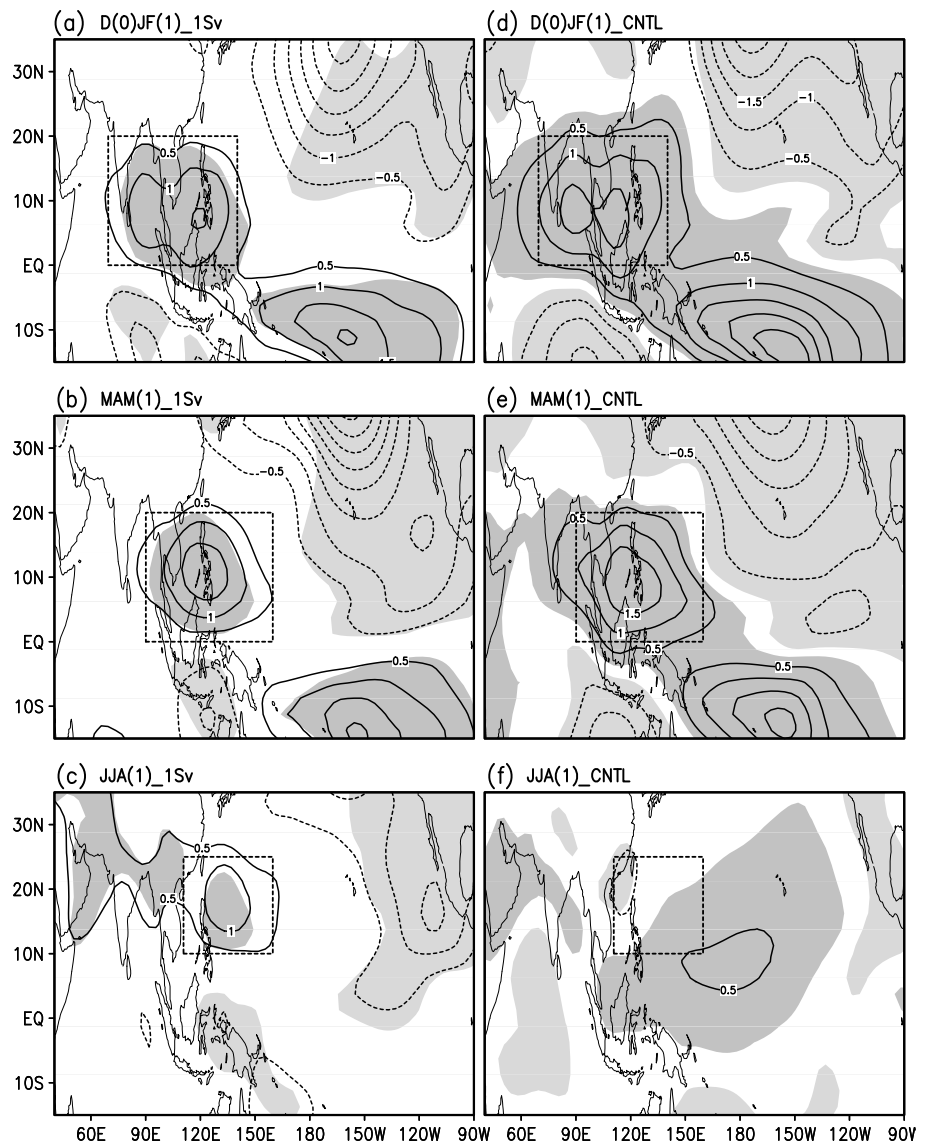 (a) D(0)JF(1)_1Sv
(d) D(0)JF(1)_CNTL
30N
20N
10N
EQ
10S
0.5
1
-1
-0.5
0.5
1
0.5
1
-1.5
-1
-0.5
0.5
1
(b) MAM(1)_1Sv
(e) MAM(1)_CNTL
30N
20N
10N
EQ
10S
-0.5
0.5
1
0.5
-0.5
0.5
1.5
1
0.5
0.5
(c) JJA(1)_1Sv
(f) JJA(1)_CNTL
30N
20N
10N
EQ
10S
0.5
0.5
1
0.5
60E 90E 120E 150E 180 150W 120W 90W
60E 90E 120E 150E 180 150W 120W 90W